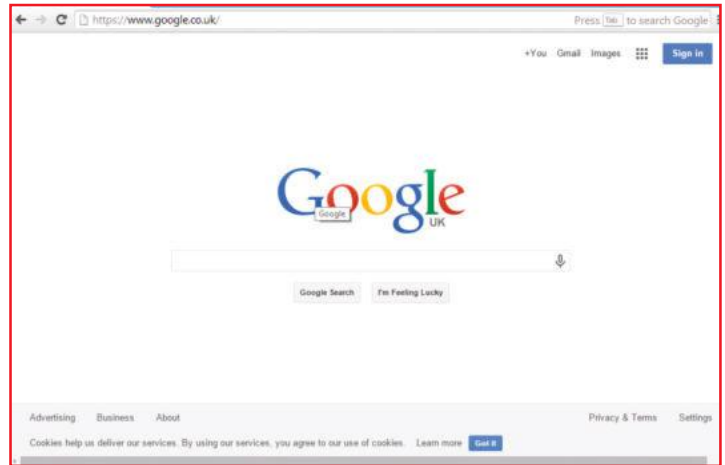 https://www.google.co.uk/ Press Tab to search Google
+You Gmail Images Sign in
Google
Google
UK
Google Search I'm Feeling Lucky
Advertising Business About Privacy & Terms Settings
Cookies help us deliver our services. By using our services, you agree to our use of cookies. Learn more Got it